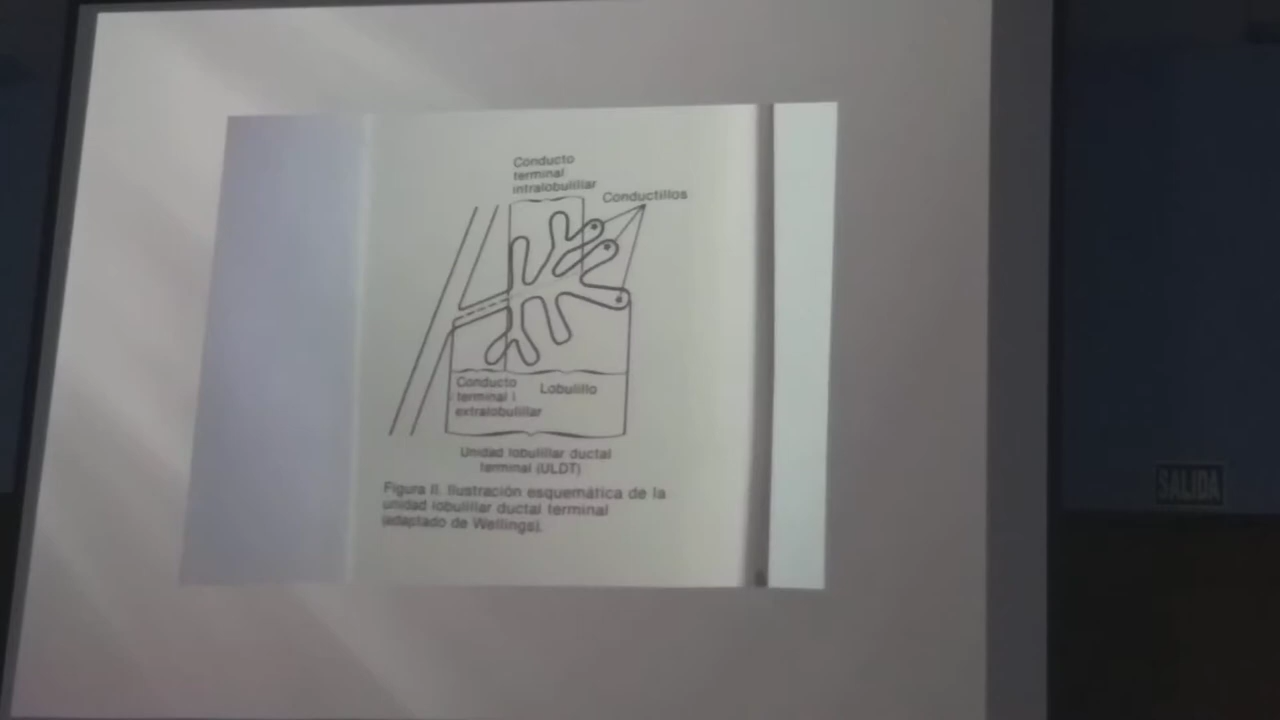 Conducto
terminal
intralobulillar
Conductillos
Conducto
terminal
extralobulillar
Lobulillo
Unidad lobulillar ductal
terminal (ULDT)
Figura II. Ilustración esquemática de la
unidad lobulillar ductal terminal
(adaptado de Wellings).
SALIDA